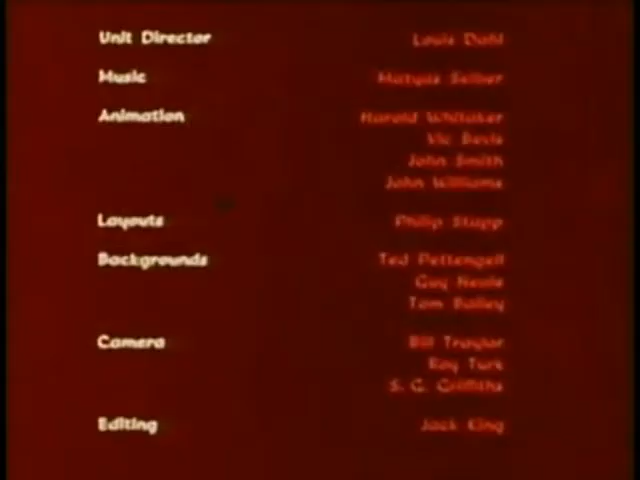 Unit Director Louis Dahl
Music Matyas Seiber
Animation Harold Whitaker
Vic Bevis
John Smith
John Williams
Layouts Philip Stapp
Backgrounds Ted Pettengell
Guy Neale
Tom Bailey
Camera Bill Traylor
Roy Turk
S. G. Griffiths
Editing Jack King